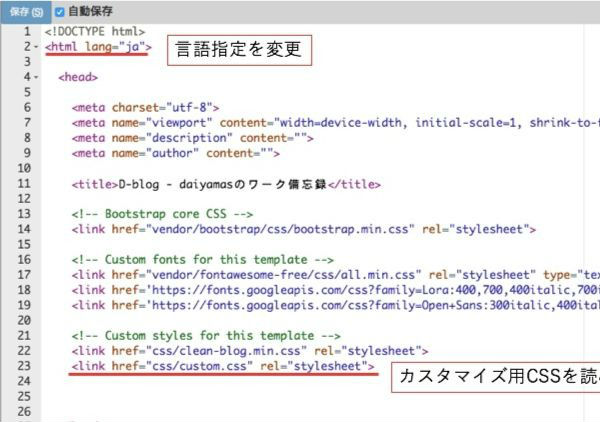 保存 (S) 自動保存
1 <!DOCTYPE html>
2 <html lang="ja"> 言語指定を変更
3
4 <head>
5
6 <meta charset="utf-8">
7 <meta name="viewport" content="width=device-width, initial-scale=1, shrink-to-
8 <meta name="description" content="">
9 <meta name="author" content="">
10
11 <title>D-blog - daiyamasのワーク備忘録</title>
12
13 <!-- Bootstrap core CSS -->
14 <link href="vendor/bootstrap/css/bootstrap.min.css" rel="stylesheet">
15
16 <!-- Custom fonts for this template -->
17 <link href="vendor/fontawesome-free/css/all.min.css" rel="stylesheet" type="te
18 <link href='https://fonts.googleapis.com/css?family=Lora:400,700,400italic,700
19 <link href='https://fonts.googleapis.com/css?family=Open+Sans:300italic,400ita
20
21 <!-- Custom styles for this template -->
22 <link href="css/clean-blog.min.css" rel="stylesheet">
23 <link href="css/custom.css" rel="stylesheet">
24 カスタマイズ用CSSを読
25